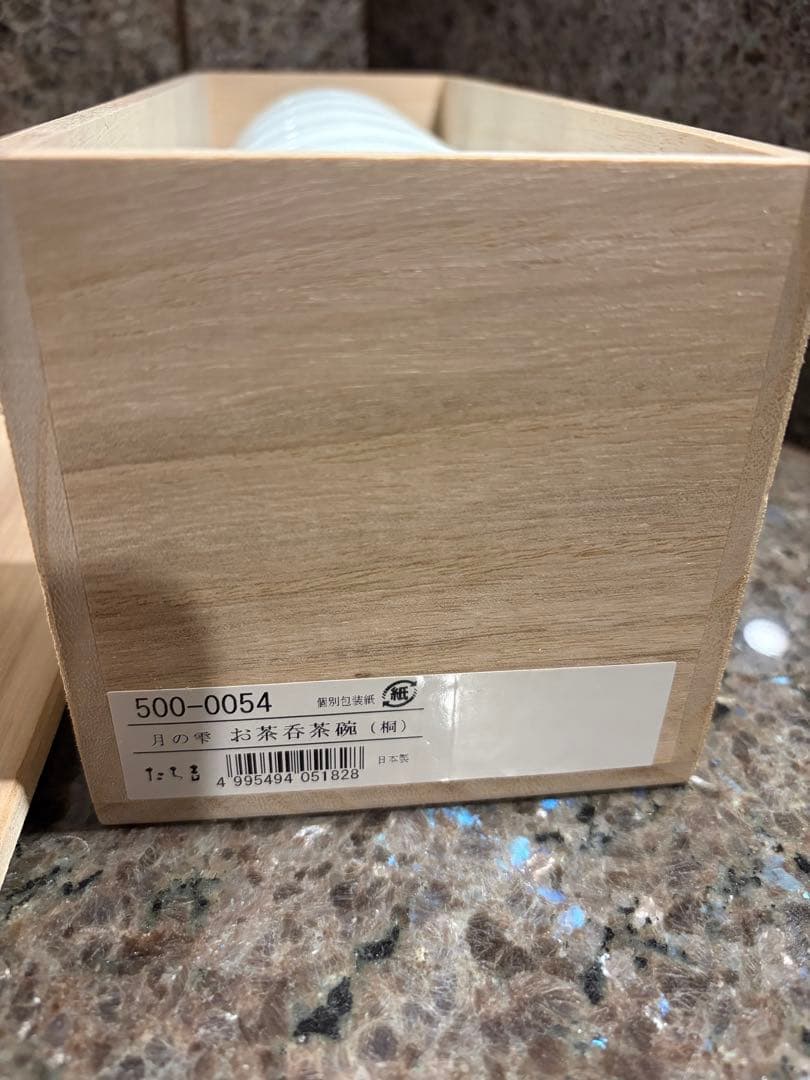 500-0054 個別包装紙 紙
月の雫 お茶呑茶碗(桐)
たち吉 日本製
4 995494 051828